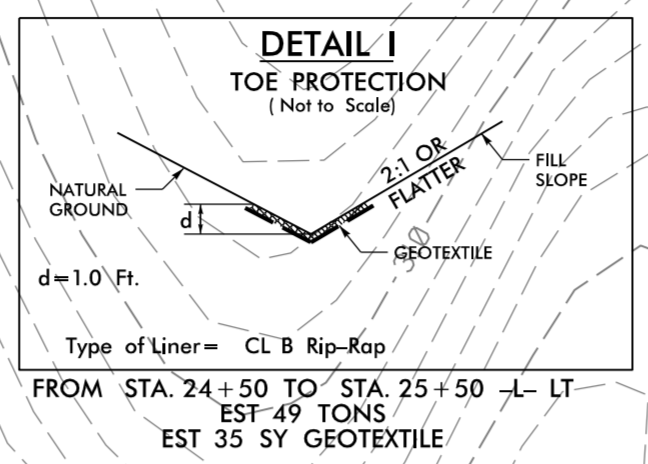 DETAIL I
TOE PROTECTION
( Not to Scale)
2:1 OR
FLATTER
FILL
SLOPE
NATURAL
GROUND
d
GEOTEXTILE
30
d=1.0 Ft.
Type of Liner= CL B Rip-Rap
FROM STA. 24+50 TO STA. 25+50 -L- LT
EST 49 TONS
EST 35 SY GEOTEXTILE